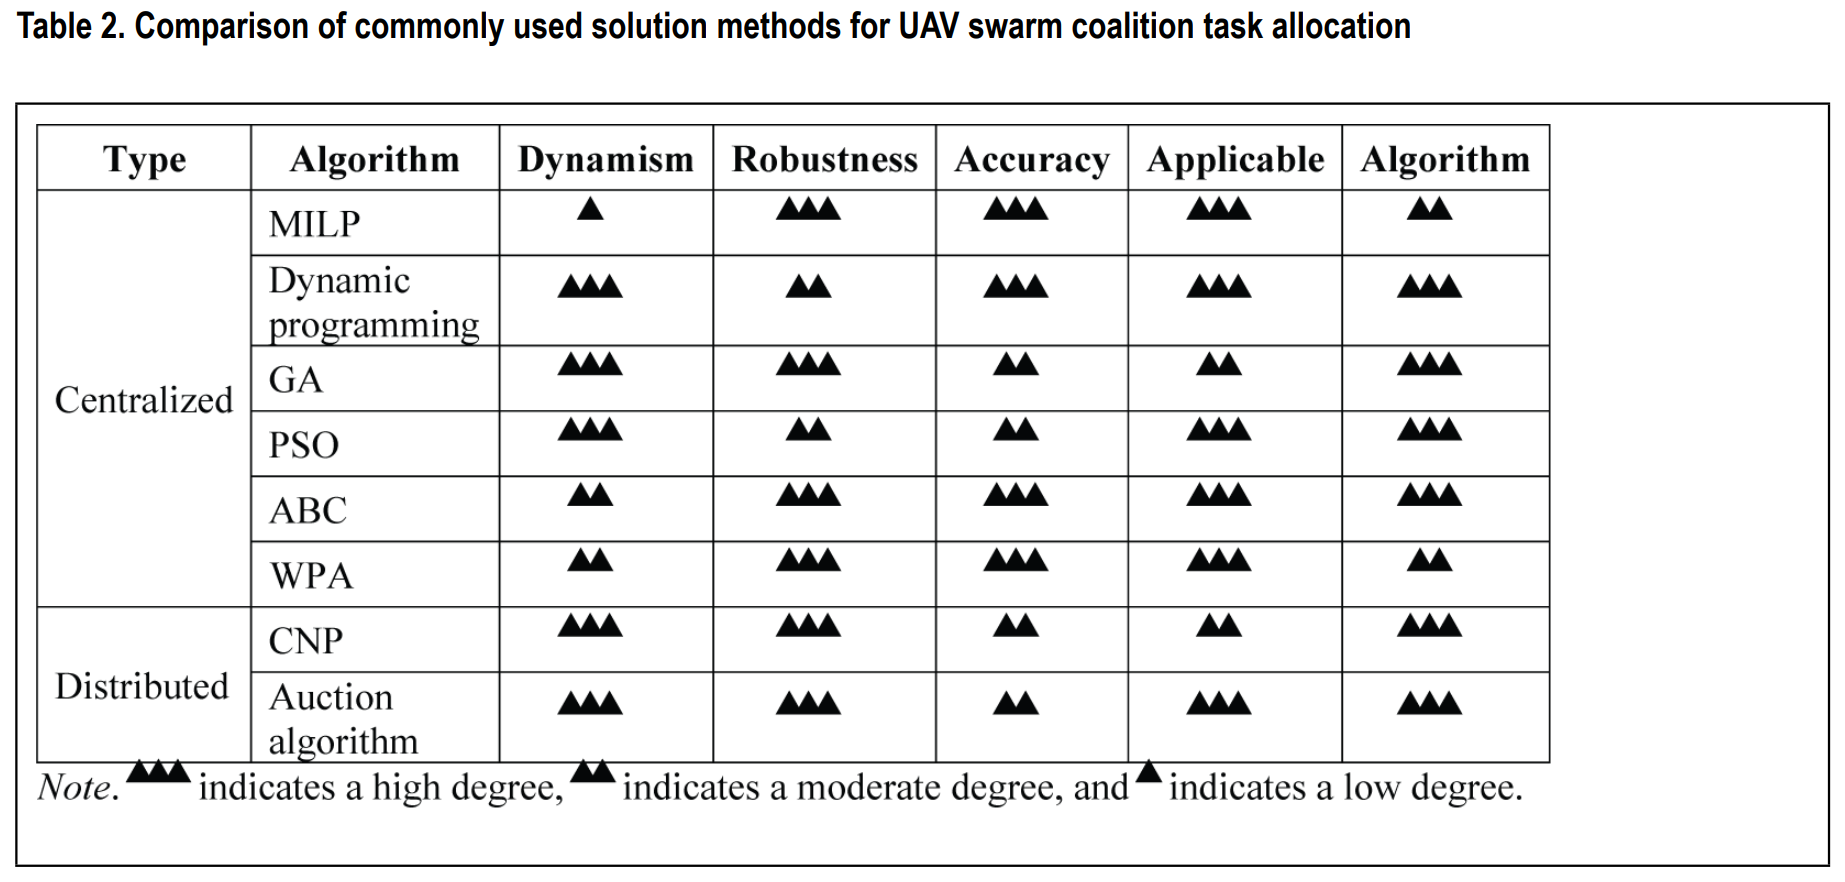 Table 2. Comparison of commonly used solution methods for UAV swarm coalition task allocation
Type Algorithm Dynamism Robustness Accuracy Applicable Algorithm
Centralized
MILP ▲ ▲▲▲ ▲▲▲ ▲▲▲ ▲▲
Dynamic
programming ▲▲▲ ▲▲ ▲▲▲ ▲▲▲ ▲▲▲
GA ▲▲▲ ▲▲▲ ▲▲ ▲▲ ▲▲▲
PSO ▲▲▲ ▲▲ ▲▲ ▲▲▲ ▲▲▲
ABC ▲▲ ▲▲▲ ▲▲▲ ▲▲▲ ▲▲▲
WPA ▲▲ ▲▲▲ ▲▲▲ ▲▲▲ ▲▲
Distributed
CNP ▲▲▲ ▲▲▲ ▲▲ ▲▲ ▲▲▲
Auction
algorithm ▲▲▲ ▲▲▲ ▲▲ ▲▲▲ ▲▲▲
Note. ▲▲▲ indicates a high degree, ▲▲ indicates a moderate degree, and ▲ indicates a low degree.